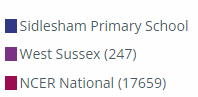 Sidlesham Primary School
West Sussex (247)
NCER National (17659)